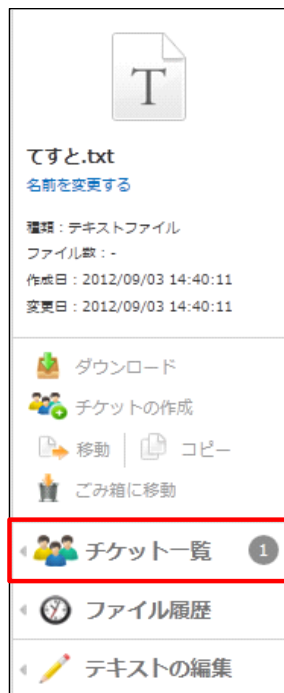 T
てすと.txt
名前を変更する
種類：テキストファイル
ファイル数：-
作成日：2012/09/03 14:40:11
変更日：2012/09/03 14:40:11
ダウンロード
チケットの作成
移動 コピー
ごみ箱に移動
チケット一覧 1
ファイル履歴
テキストの編集